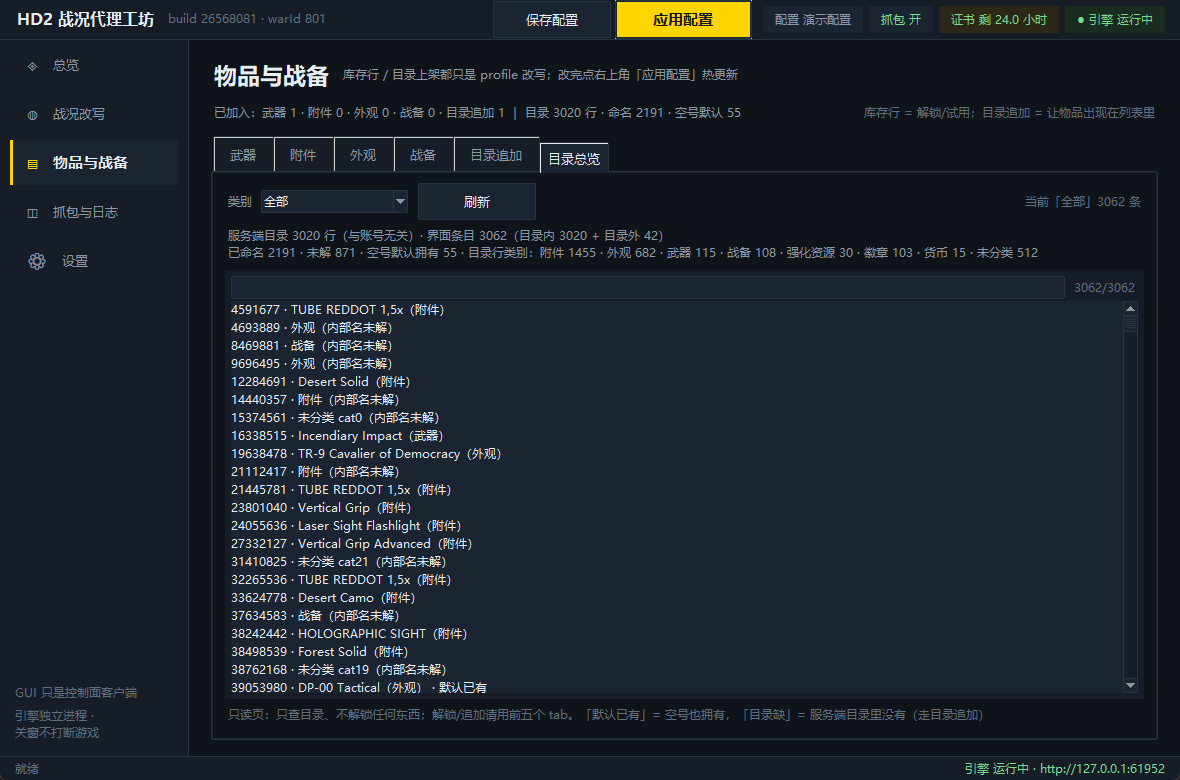 HD2 战况代理工坊 build 26568081 · warId 801 保存配置 应用配置 配置 演示配置 抓包 开 证书 剩 24.0 小时 ● 引擎 运行中
总览
战况改写
物品与战备
抓包与日志
设置
GUI 只是控制面客户端
引擎独立进程 ·
关窗不打断游戏
物品与战备 库存行 / 目录上架都只是 profile 改写；改完点右上角「应用配置」热更新
已加入：武器 1 · 附件 0 · 外观 0 · 战备 0 · 目录追加 1 | 目录 3020 行 · 命名 2191 · 空号默认 55 库存行 = 解锁/试用；目录追加 = 让物品出现在列表里
武器 附件 外观 战备 目录追加 目录总览
类别 全部 刷新 当前「全部」3062 条
服务端目录 3020 行（与账号无关）· 界面条目 3062（目录内 3020 + 目录外 42）
已命名 2191 · 未解 871 · 空号默认拥有 55 · 目录行类别：附件 1455 · 外观 682 · 武器 115 · 战备 108 · 强化资源 30 · 徽章 103 · 货币 15 · 未分类 512
3062/3062
4591677 · TUBE REDDOT 1,5x（附件）
4693889 · 外观（内部名未解）
8469881 · 战备（内部名未解）
9696495 · 外观（内部名未解）
12284691 · Desert Solid（附件）
14440357 · 附件（内部名未解）
15374561 · 未分类 cat0（内部名未解）
16338515 · Incendiary Impact（武器）
19638478 · TR-9 Cavalier of Democracy（外观）
21112417 · 附件（内部名未解）
21445781 · TUBE REDDOT 1,5x（附件）
23801040 · Vertical Grip（附件）
24055636 · Laser Sight Flashlight（附件）
27332127 · Vertical Grip Advanced（附件）
31410825 · 未分类 cat21（内部名未解）
32265536 · TUBE REDDOT 1,5x（附件）
33624778 · Desert Camo（附件）
37634583 · 战备（内部名未解）
38242442 · HOLOGRAPHIC SIGHT（附件）
38498539 · Forest Solid（附件）
38762168 · 未分类 cat19（内部名未解）
39053980 · DP-00 Tactical（外观）· 默认已有
只读页：只查目录、不解锁任何东西；解锁/追加请用前五个 tab。「默认已有」= 空号也拥有，「目录缺」= 服务端目录里没有（走目录追加）
就绪 引擎 运行中 · http://127.0.0.1:61952